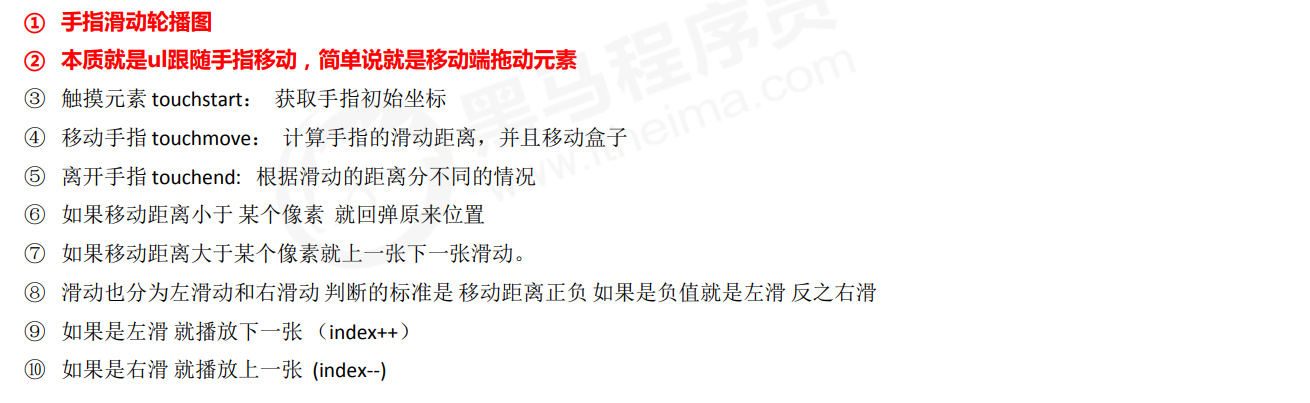 ① 手指滑动轮播图
② 本质就是ul跟随手指移动，简单说就是移动端拖动元素
③ 触摸元素 touchstart： 获取手指初始坐标
④ 移动手指 touchmove： 计算手指的滑动距离，并且移动盒子
⑤ 离开手指 touchend: 根据滑动的距离分不同的情况
⑥ 如果移动距离小于 某个像素 就回弹原来位置
⑦ 如果移动距离大于某个像素就上一张下一张滑动。
⑧ 滑动也分为左滑动和右滑动 判断的标准是 移动距离正负 如果是负值就是左滑 反之右滑
⑨ 如果是左滑 就播放下一张 （index++）
⑩ 如果是右滑 就播放上一张 (index--)
黑马程序员
www.itheima.com